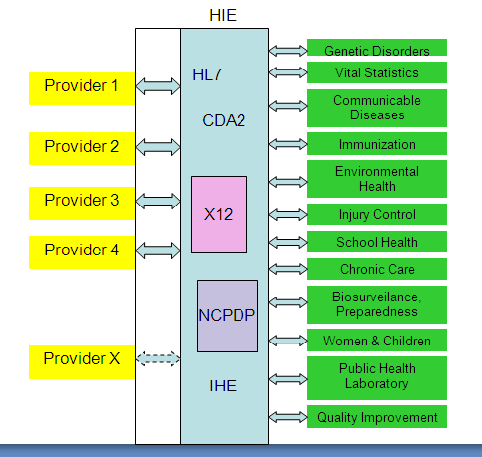 HIE
HL7
CDA2
X12
NCPDP
IHE
Provider 1
Provider 2
Provider 3
Provider 4
Provider X
Genetic Disorders
Vital Statistics
Communicable
Diseases
Immunization
Environmental
Health
Injury Control
School Health
Chronic Care
Biosurveilance,
Preparedness
Women & Children
Public Health
Laboratory
Quality Improvement